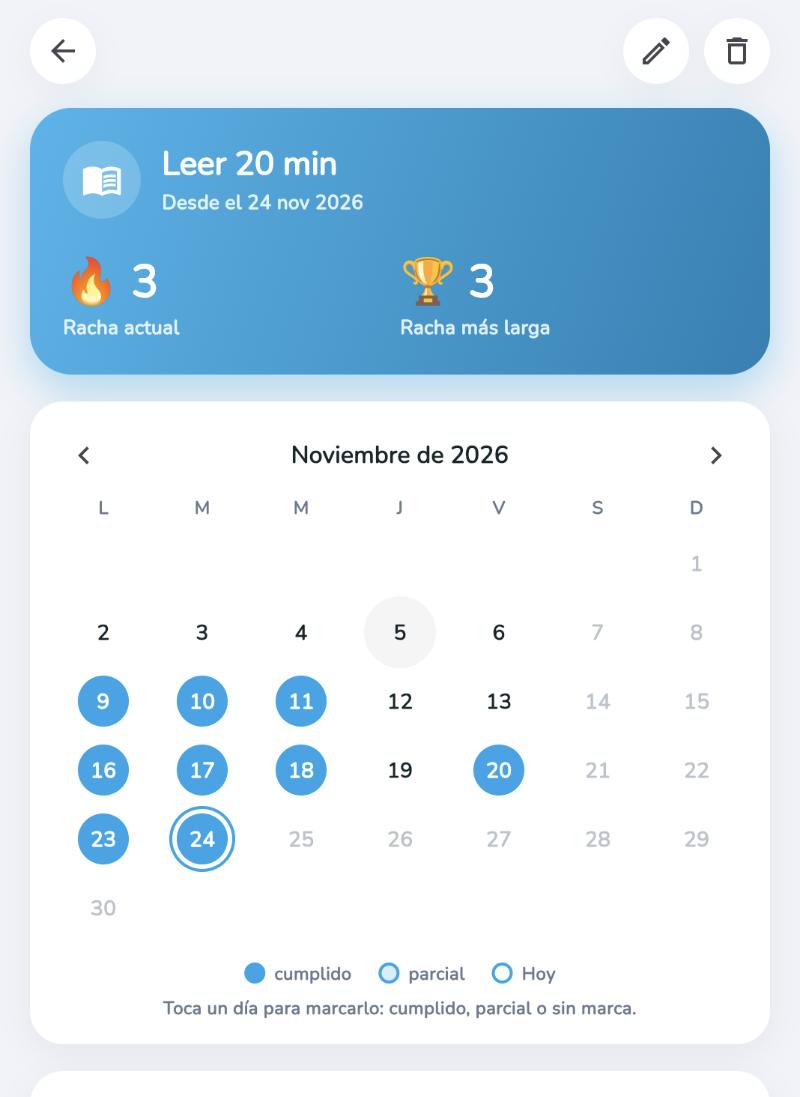 Leer 20 min
Desde el 24 nov 2026
3 3
Racha actual Racha más larga
Noviembre de 2026
L M M J V S D
1
2 3 4 5 6 7 8
9 10 11 12 13 14 15
16 17 18 19 20 21 22
23 24 25 26 27 28 29
30
cumplido parcial Hoy
Toca un día para marcarlo: cumplido, parcial o sin marca.